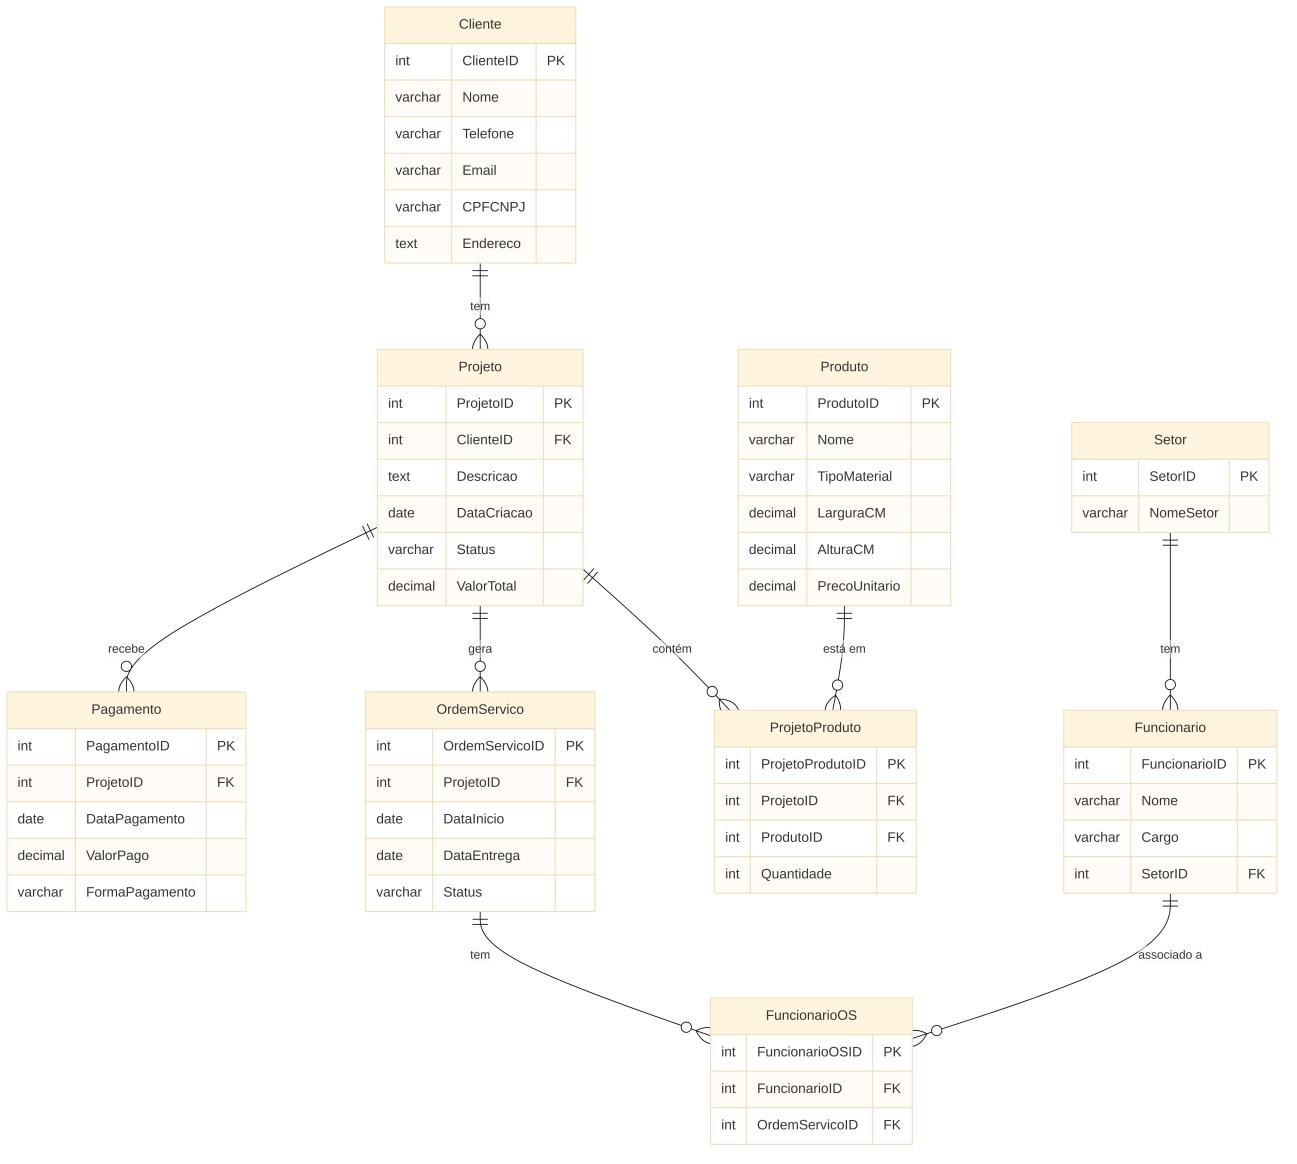 Cliente
int ClienteID PK
varchar Nome
varchar Telefone
varchar Email
varchar CPFCNPJ
text Endereco
tem
Projeto
int ProjetoID PK
int ClienteID FK
text Descricao
date DataCriacao
varchar Status
decimal ValorTotal
Produto
int ProdutoID PK
varchar Nome
varchar TipoMaterial
decimal LarguraCM
decimal AlturaCM
decimal PrecoUnitario
Setor
int SetorID PK
varchar NomeSetor
recebe
gera
contém
está em
tem
Pagamento
int PagamentoID PK
int ProjetoID FK
date DataPagamento
decimal ValorPago
varchar FormaPagamento
OrdemServico
int OrdemServicoID PK
int ProjetoID FK
date DataInicio
date DataEntrega
varchar Status
ProjetoProduto
int ProjetoProdutoID PK
int ProjetoID FK
int ProdutoID FK
int Quantidade
Funcionario
int FuncionarioID PK
varchar Nome
varchar Cargo
int SetorID FK
tem
associado a
FuncionarioOS
int FuncionarioOSID PK
int FuncionarioID FK
int OrdemServicoID FK